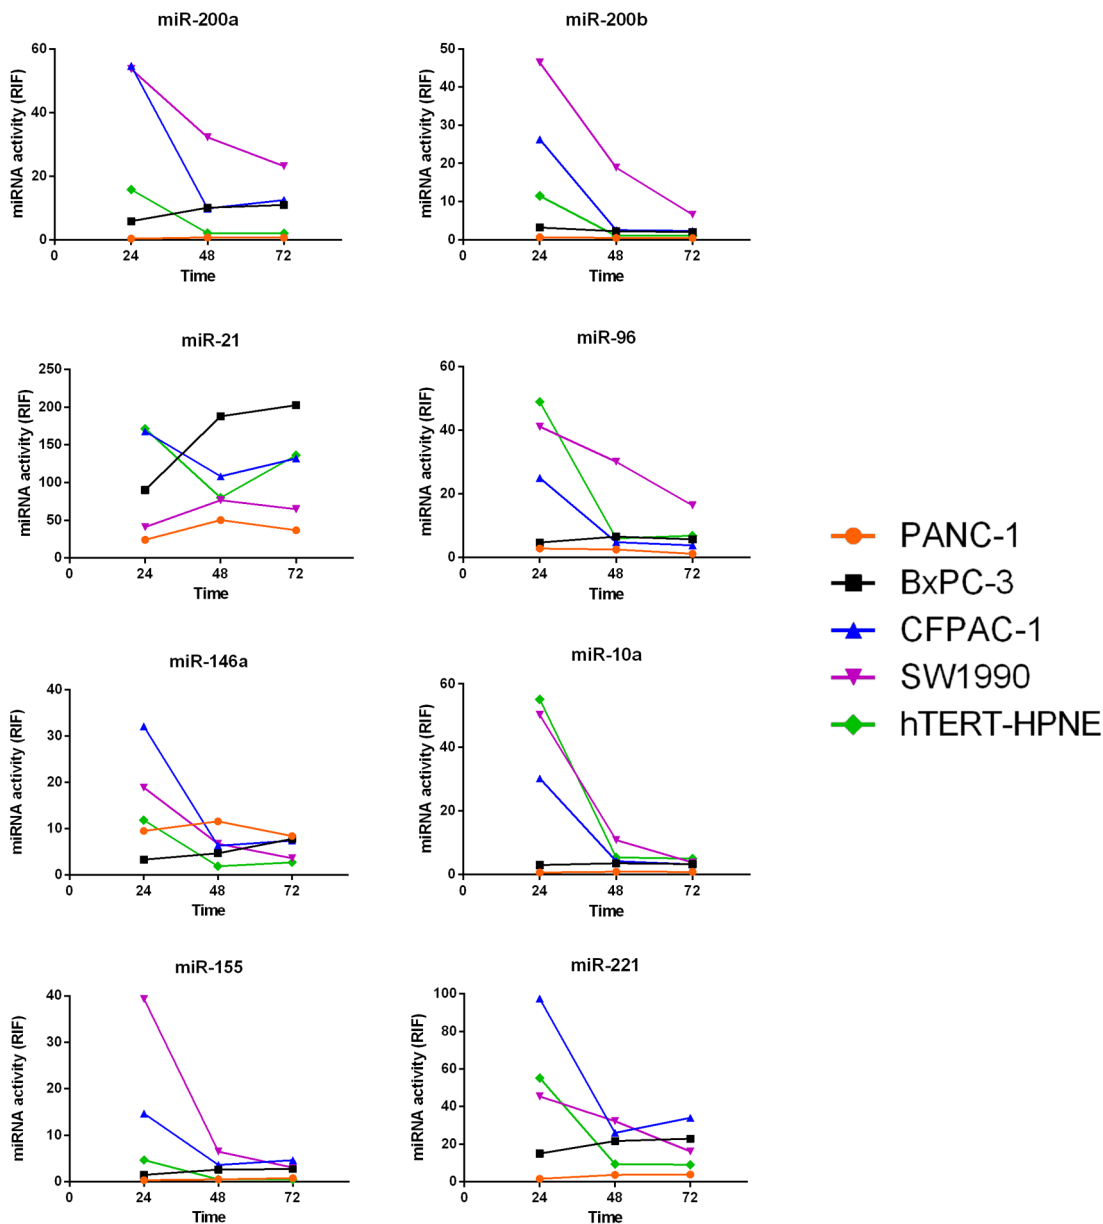 miR-200a
miRNA activity (RIF)
60
40
20
0
0 24 48 72
Time
miR-200b
miRNA activity (RIF)
50
40
30
20
10
0
0 24 48 72
Time
miR-21
miRNA activity (RIF)
250
200
150
100
50
0
0 24 48 72
Time
miR-96
miRNA activity (RIF)
60
40
20
0
0 24 48 72
Time
miR-146a
miRNA activity (RIF)
40
30
20
10
0
0 24 48 72
Time
miR-10a
miRNA activity (RIF)
60
40
20
0
0 24 48 72
Time
miR-155
miRNA activity (RIF)
40
30
20
10
0
0 24 48 72
Time
miR-221
miRNA activity (RIF)
100
80
60
40
20
0
0 24 48 72
Time
PANC-1
BxPC-3
CFPAC-1
SW1990
hTERT-HPNE